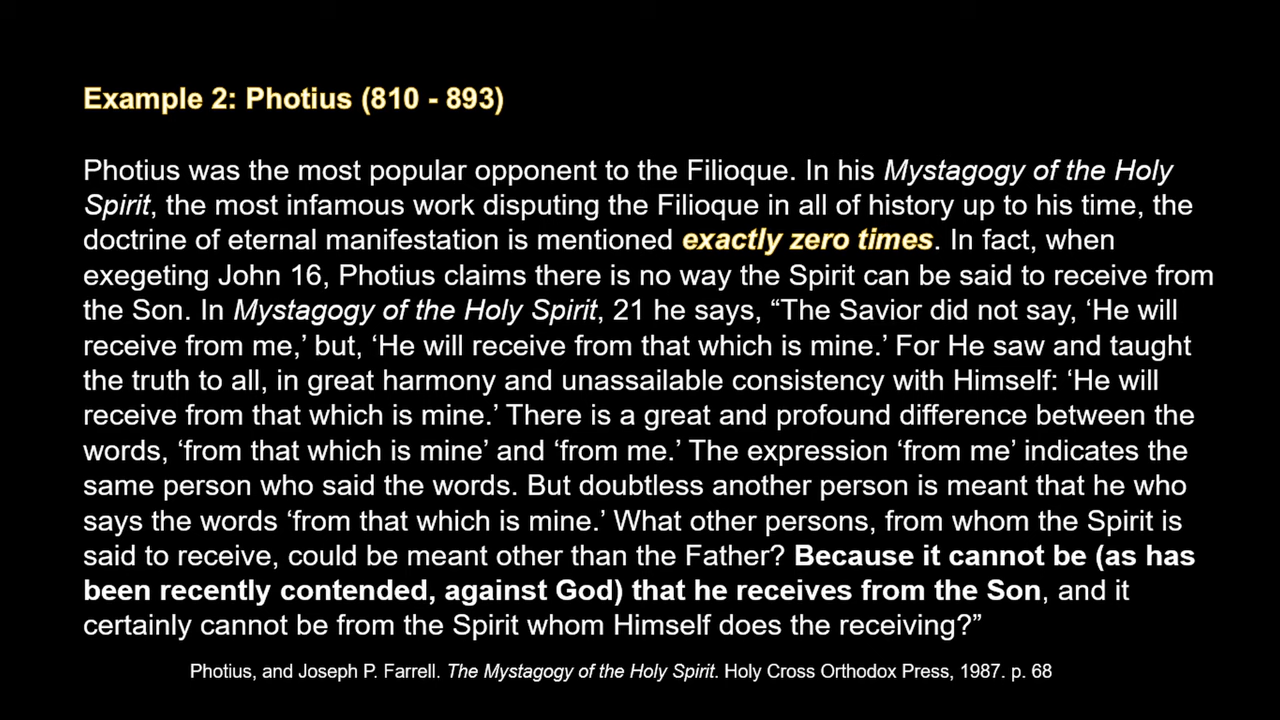 Example 2: Photius (810 - 893)
Photius was the most popular opponent to the Filioque. In his Mystagogy of the Holy
Spirit, the most infamous work disputing the Filioque in all of history up to his time, the
doctrine of eternal manifestation is mentioned exactly zero times. In fact, when
exegeting John 16, Photius claims there is no way the Spirit can be said to receive from
the Son. In Mystagogy of the Holy Spirit, 21 he says, “The Savior did not say, ‘He will
receive from me,’ but, ‘He will receive from that which is mine.’ For He saw and taught
the truth to all, in great harmony and unassailable consistency with Himself: ‘He will
receive from that which is mine.’ There is a great and profound difference between the
words, ‘from that which is mine’ and ‘from me.’ The expression ‘from me’ indicates the
same person who said the words. But doubtless another person is meant that he who
says the words ‘from that which is mine.’ What other persons, from whom the Spirit is
said to receive, could be meant other than the Father? Because it cannot be (as has
been recently contended, against God) that he receives from the Son, and it
certainly cannot be from the Spirit whom Himself does the receiving?”
Photius, and Joseph P. Farrell. The Mystagogy of the Holy Spirit. Holy Cross Orthodox Press, 1987. p. 68